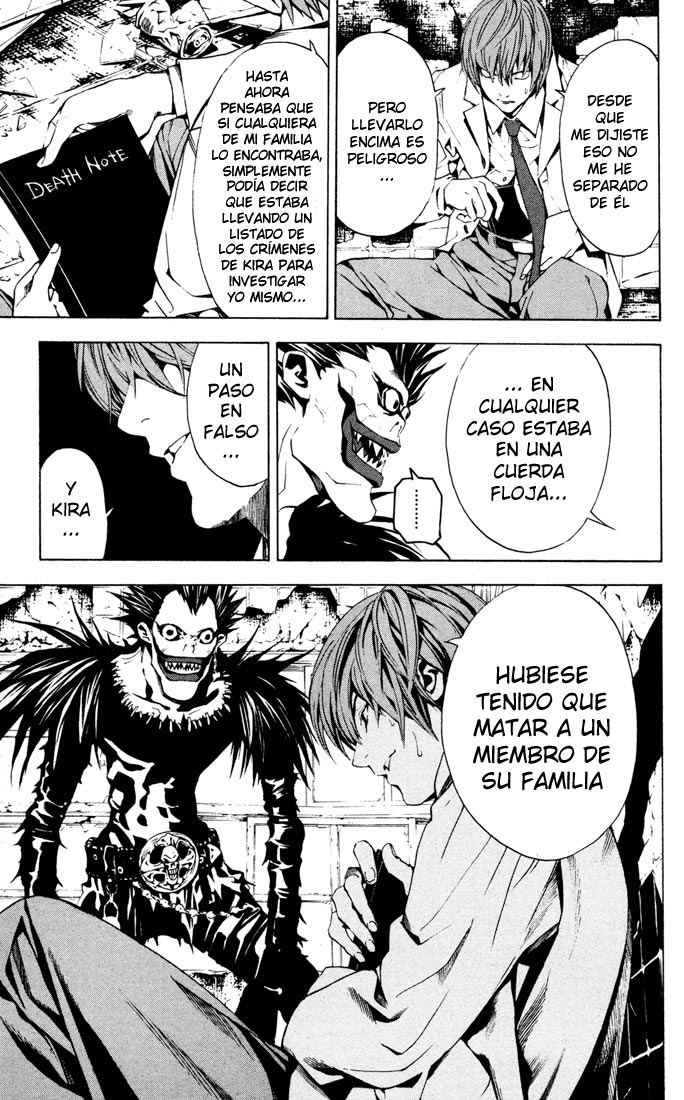 DESDE
QUE
ME DIJISTE
ESO NO
ME HE
SEPARADO
DE ÉL
PERO
LLEVARLO
ENCIMA ES
PELIGROSO
...
HASTA
AHORA
PENSABA QUE
SI CUALQUIERA
DE MI FAMILIA
LO ENCONTRABA,
SIMPLEMENTE
PODÍA DECIR
QUE ESTABA
LLEVANDO UN
LISTADO DE
LOS CRÍMENES
DE KIRA PARA
INVESTIGAR
YO MISMO...
DEATH NOTE
... EN
CUALQUIER
CASO ESTABA
EN UNA
CUERDA
FLOJA...
........
UN
PASO
EN
FALSO
...
Y
KIRA
...
HUBIESE
TENIDO QUE
MATAR A UN
MIEMBRO DE
SU FAMILIA